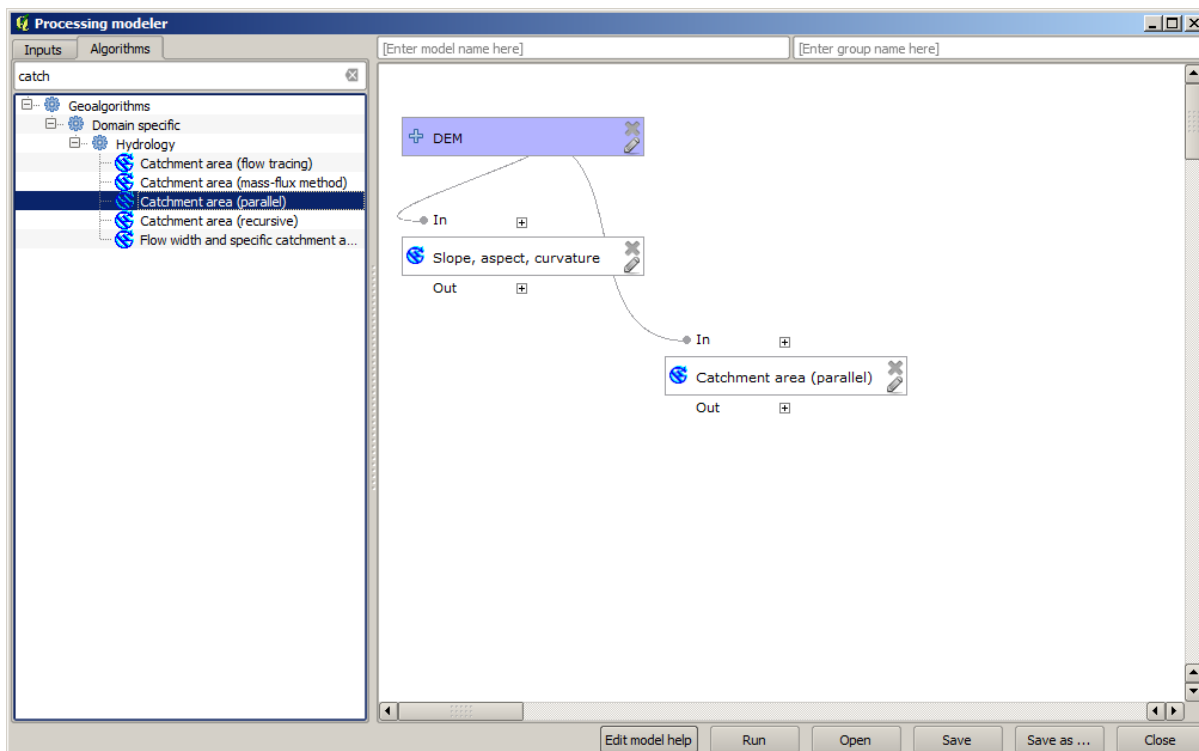 Processing modeler
Inputs Algorithms [Enter model name here] [Enter group name here]
catch
Geoalgorithms
Domain specific
Hydrology
Catchment area (flow tracing)
Catchment area (mass-flux method)
Catchment area (parallel)
Catchment area (recursive)
Flow width and specific catchment a...
DEM
In
Slope, aspect, curvature
Out
In
Catchment area (parallel)
Out
Edit model help Run Open Save Save as ... Close